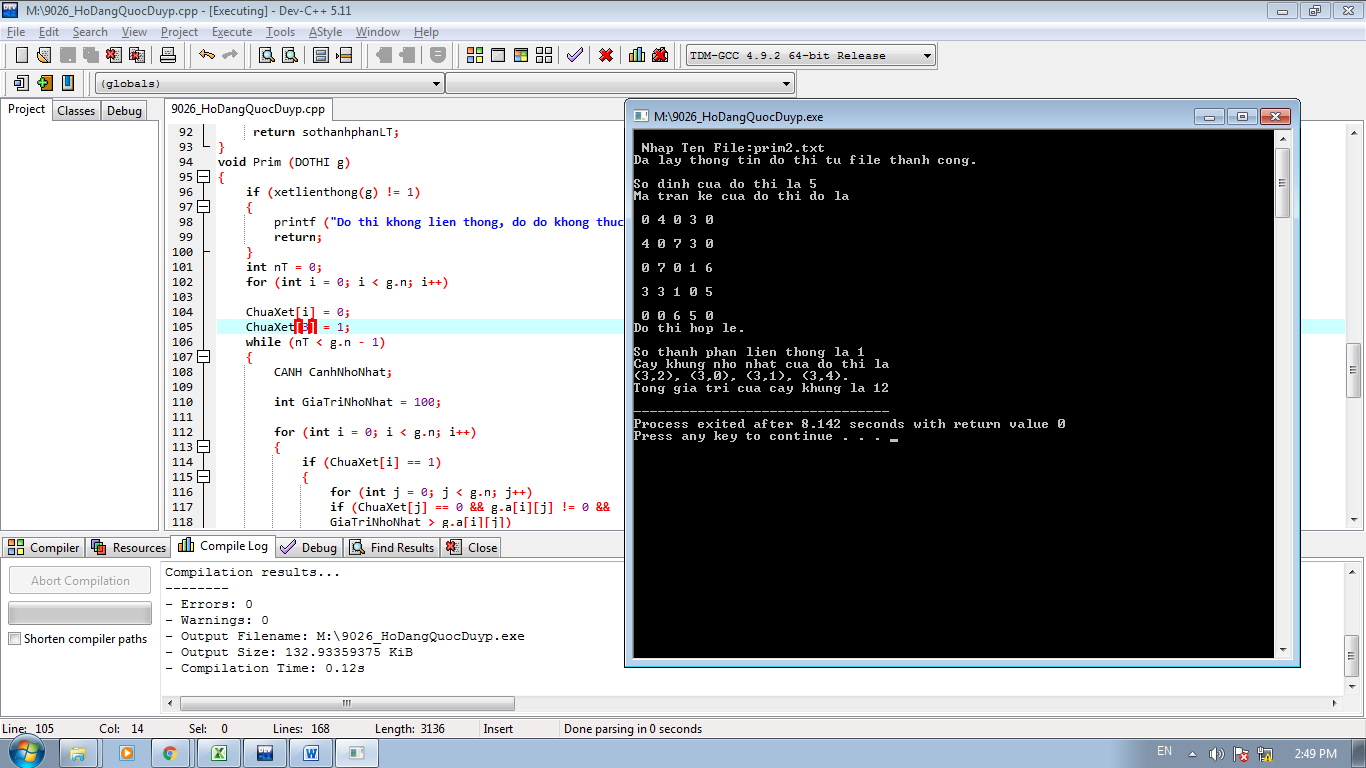 M:\9026_HoDangQuocDuyp.cpp - [Executing] - Dev-C++ 5.11
File Edit Search View Project Execute Tools AStyle Window Help
TDM-GCC 4.9.2 64-bit Release
(globals)
Project Classes Debug
9026_HoDangQuocDuyp.cpp
92 return sothanhphanLT;
93 }
94 void Prim (DOTHI g)
95 {
96 if (xetlienthong(g) != 1)
97 {
98 printf ("Do thi khong lien thong, do do khong thuc
99 return;
100 }
101 int nT = 0;
102 for (int i = 0; i < g.n; i++)
103
104 ChuaXet[i] = 0;
105 ChuaXet[3] = 1;
106 while (nT < g.n - 1)
107 {
108 CANH CanhNhoNhat;
109
110 int GiaTriNhoNhat = 100;
111
112 for (int i = 0; i < g.n; i++)
113 {
114 if (ChuaXet[i] == 1)
115 {
116 for (int j = 0; j < g.n; j++)
117 if (ChuaXet[j] == 0 && g.a[i][j] != 0 &&
118 GiaTriNhoNhat > g.a[i][j])
M:\9026_HoDangQuocDuyp.exe
Nhap Ten File:prim2.txt
Da lay thong tin do thi tu file thanh cong.
So dinh cua do thi la 5
Ma tran ke cua do thi do la
0 4 0 3 0
4 0 7 3 0
0 7 0 1 6
3 3 1 0 5
0 0 6 5 0
Do thi hop le.
So thanh phan lien thong la 1
Cay khung nho nhat cua do thi la
(3,2), (3,0), (3,1), (3,4).
Tong gia tri cua cay khung la 12
--------------------------------
Process exited after 8.142 seconds with return value 0
Press any key to continue . . . _
Compiler Resources Compile Log Debug Find Results Close
Abort Compilation
Shorten compiler paths
Compilation results...
--------
- Errors: 0
- Warnings: 0
- Output Filename: M:\9026_HoDangQuocDuyp.exe
- Output Size: 132.93359375 KiB
- Compilation Time: 0.12s
Line: 105 Col: 14 Sel: 0 Lines: 168 Length: 3136 Insert Done parsing in 0 seconds
EN 2:49 PM